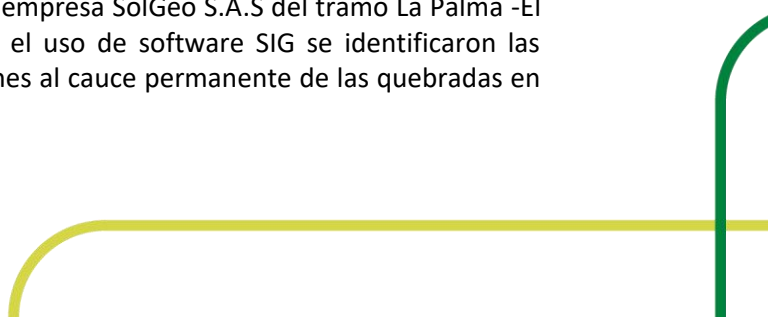 empresa SolGeo S.A.S del tramo La Palma -El
el uso de software SIG se identificaron las
nes al cauce permanente de las quebradas en